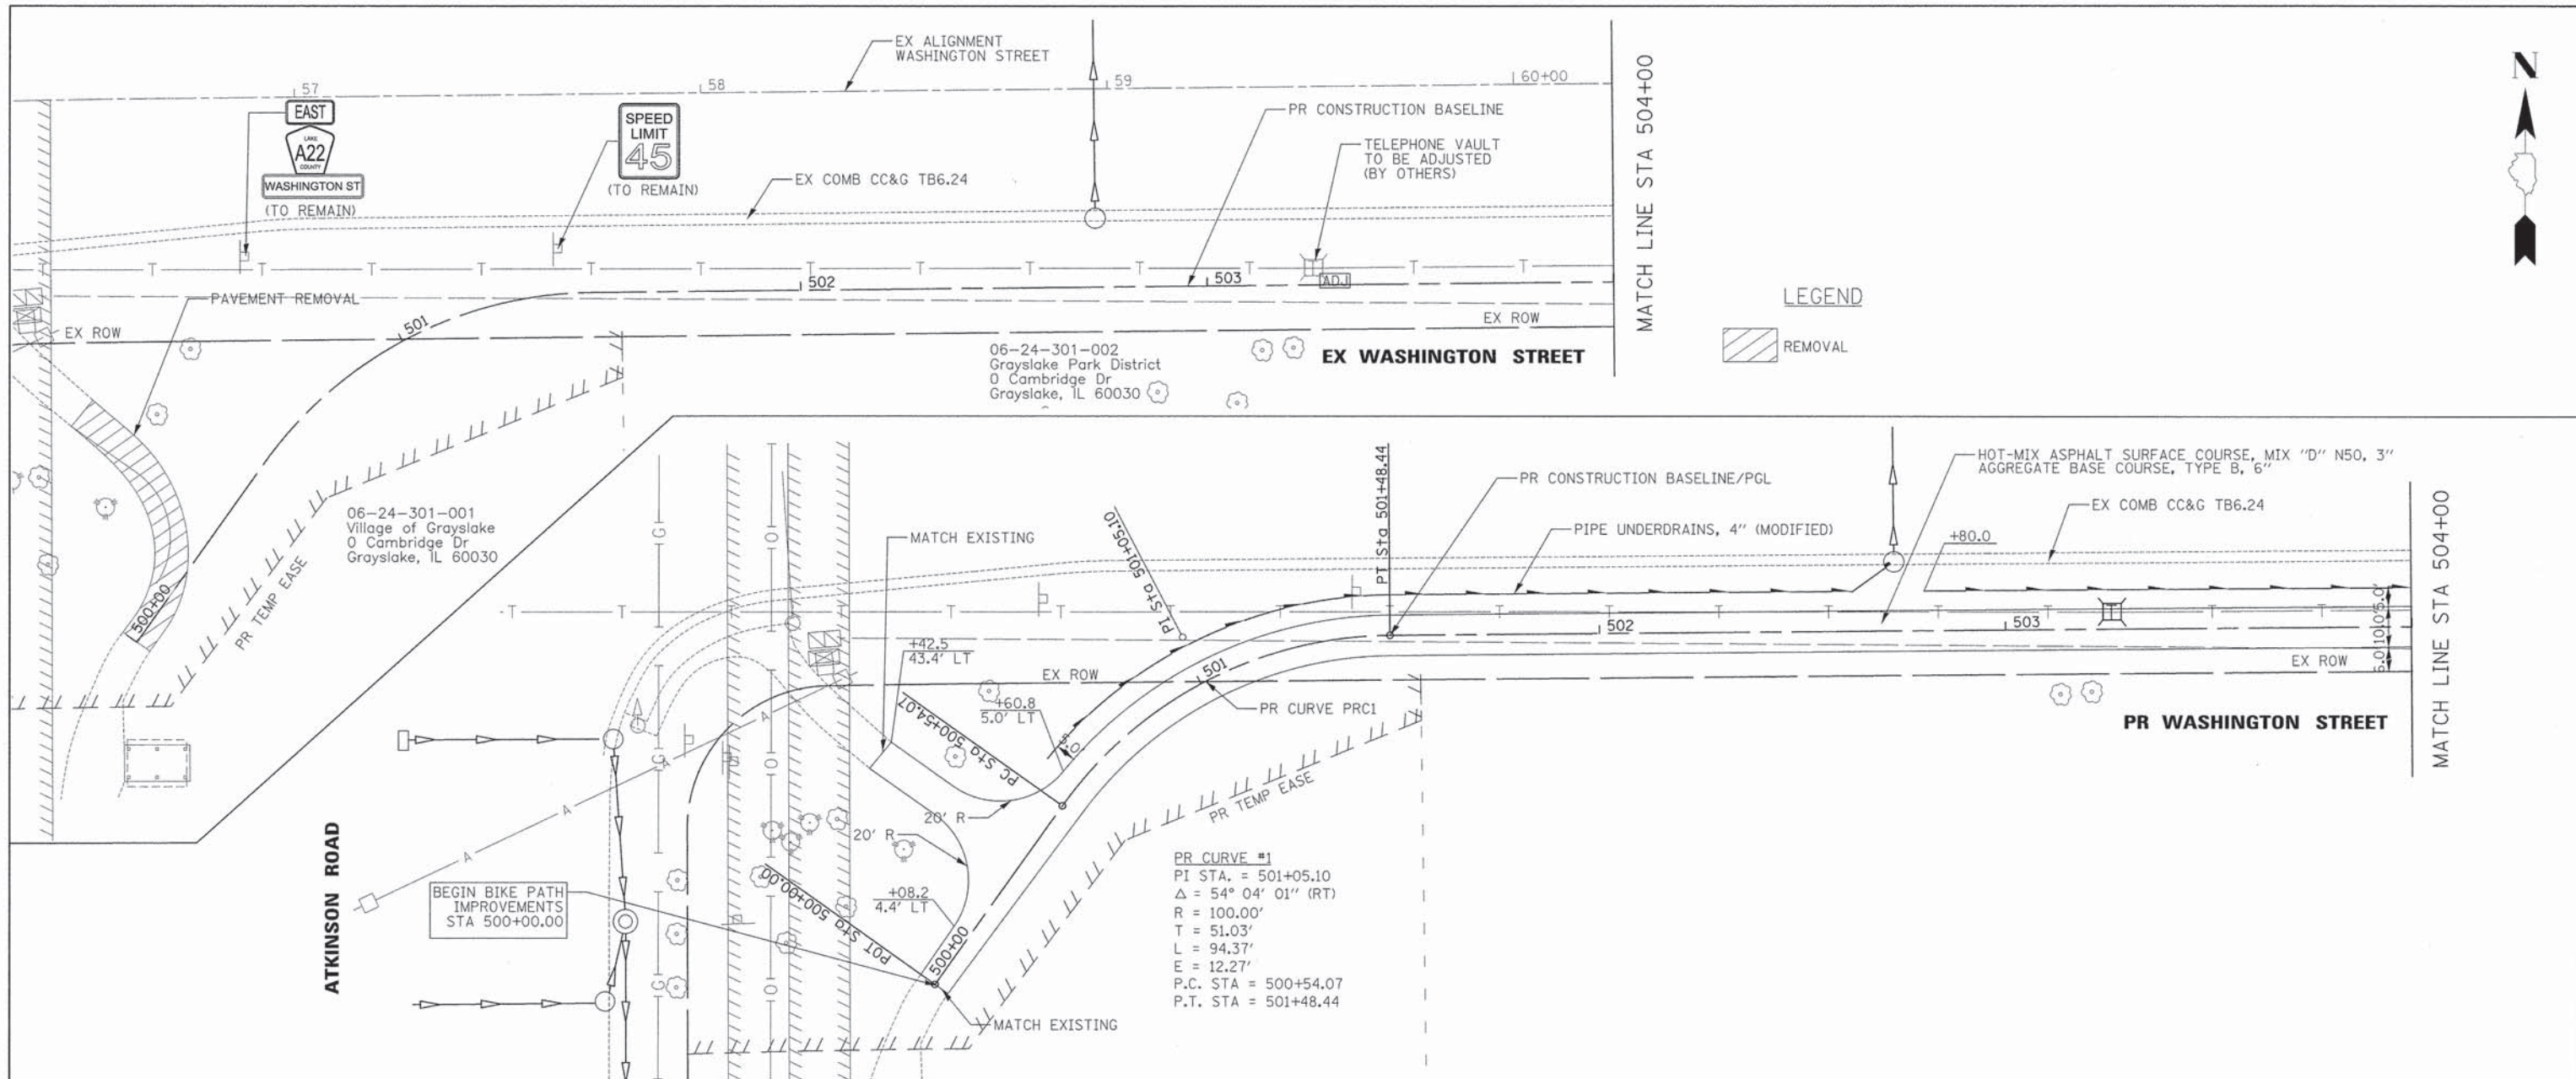 EX ALIGNMENT
WASHINGTON STREET
57
58
59
60+00
EAST
LAKE
A22
COUNTY
WASHINGTON ST
(TO REMAIN)
SPEED
LIMIT
45
(TO REMAIN)
EX COMB CC&G TB6.24
PR CONSTRUCTION BASELINE
TELEPHONE VAULT
TO BE ADJUSTED
(BY OTHERS)
MATCH LINE STA 504+00
N
T T T T T T T T T T T T T
PAVEMENT REMOVAL
501
502
503
ADJ
EX ROW
EX ROW
LEGEND
REMOVAL
06-24-301-002
Grayslake Park District
0 Cambridge Dr
Grayslake, IL 60030
EX WASHINGTON STREET
06-24-301-001
Village of Grayslake
0 Cambridge Dr
Grayslake, IL 60030
500+00
PR TEMP EASE
MATCH EXISTING
PI Sta 501+05.10
PT Sta 501+48.44
PR CONSTRUCTION BASELINE/PGL
PIPE UNDERDRAINS, 4" (MODIFIED)
HOT-MIX ASPHALT SURFACE COURSE, MIX "D" N50, 3"
AGGREGATE BASE COURSE, TYPE B, 6"
EX COMB CC&G TB6.24
+80.0
MATCH LINE STA 504+00
+42.5
43.4' LT
EX ROW
501
502
503
5.0'
10.0'
5.0'
EX ROW
PC Sta 500+54.07
+60.8
5.0' LT
PR CURVE PRC1
PR WASHINGTON STREET
20' R
20' R
PR TEMP EASE
ATKINSON ROAD
BEGIN BIKE PATH
IMPROVEMENTS
STA 500+00.00
POT Sta 500+00.00
+08.2
4.4' LT
500+00
MATCH EXISTING
PR CURVE #1
PI STA. = 501+05.10
Δ = 54° 04' 01" (RT)
R = 100.00'
T = 51.03'
L = 94.37'
E = 12.27'
P.C. STA = 500+54.07
P.T. STA = 501+48.44